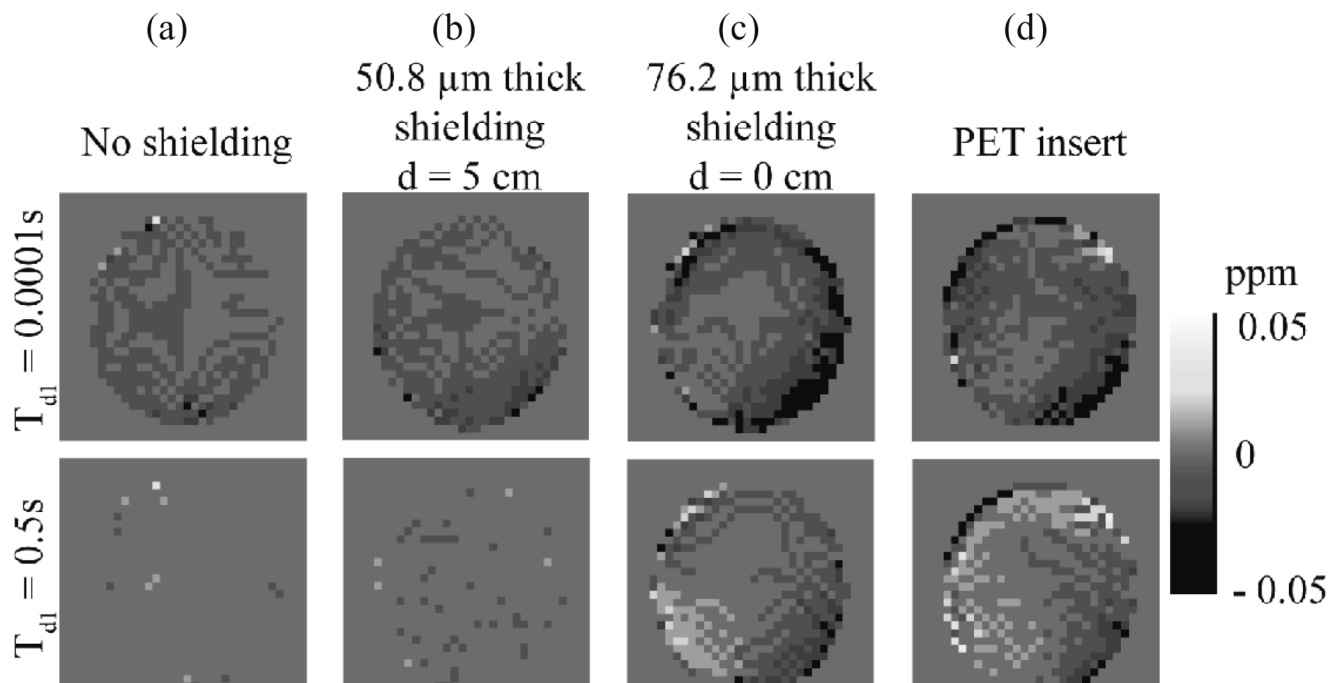 (a)
(b)
(c)
(d)
No shielding
50.8 µm thick
shielding
d = 5 cm
76.2 µm thick
shielding
d = 0 cm
PET insert
T_d1 = 0.0001s
T_d1 = 0.5s
ppm
0.05
0
- 0.05